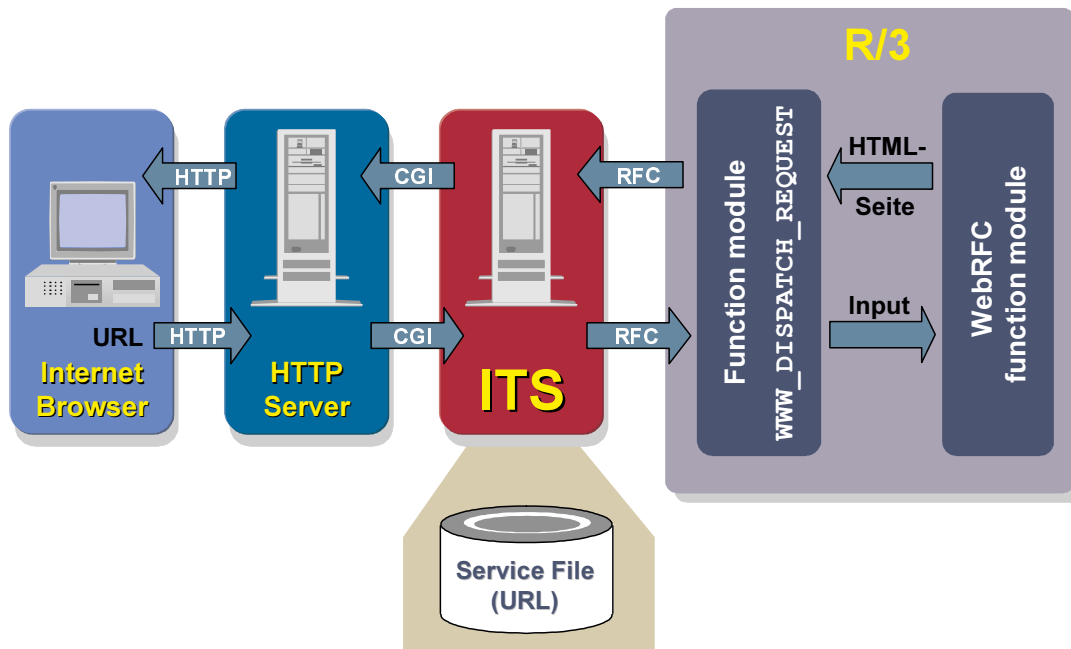 R/3
HTTP
CGI
RFC
HTML-
Seite
URL
HTTP
CGI
RFC
Input
Internet
Browser
HTTP
Server
ITS
Function module
WWW_DISPATCH_REQUEST
WebRFC
function module
Service File
(URL)